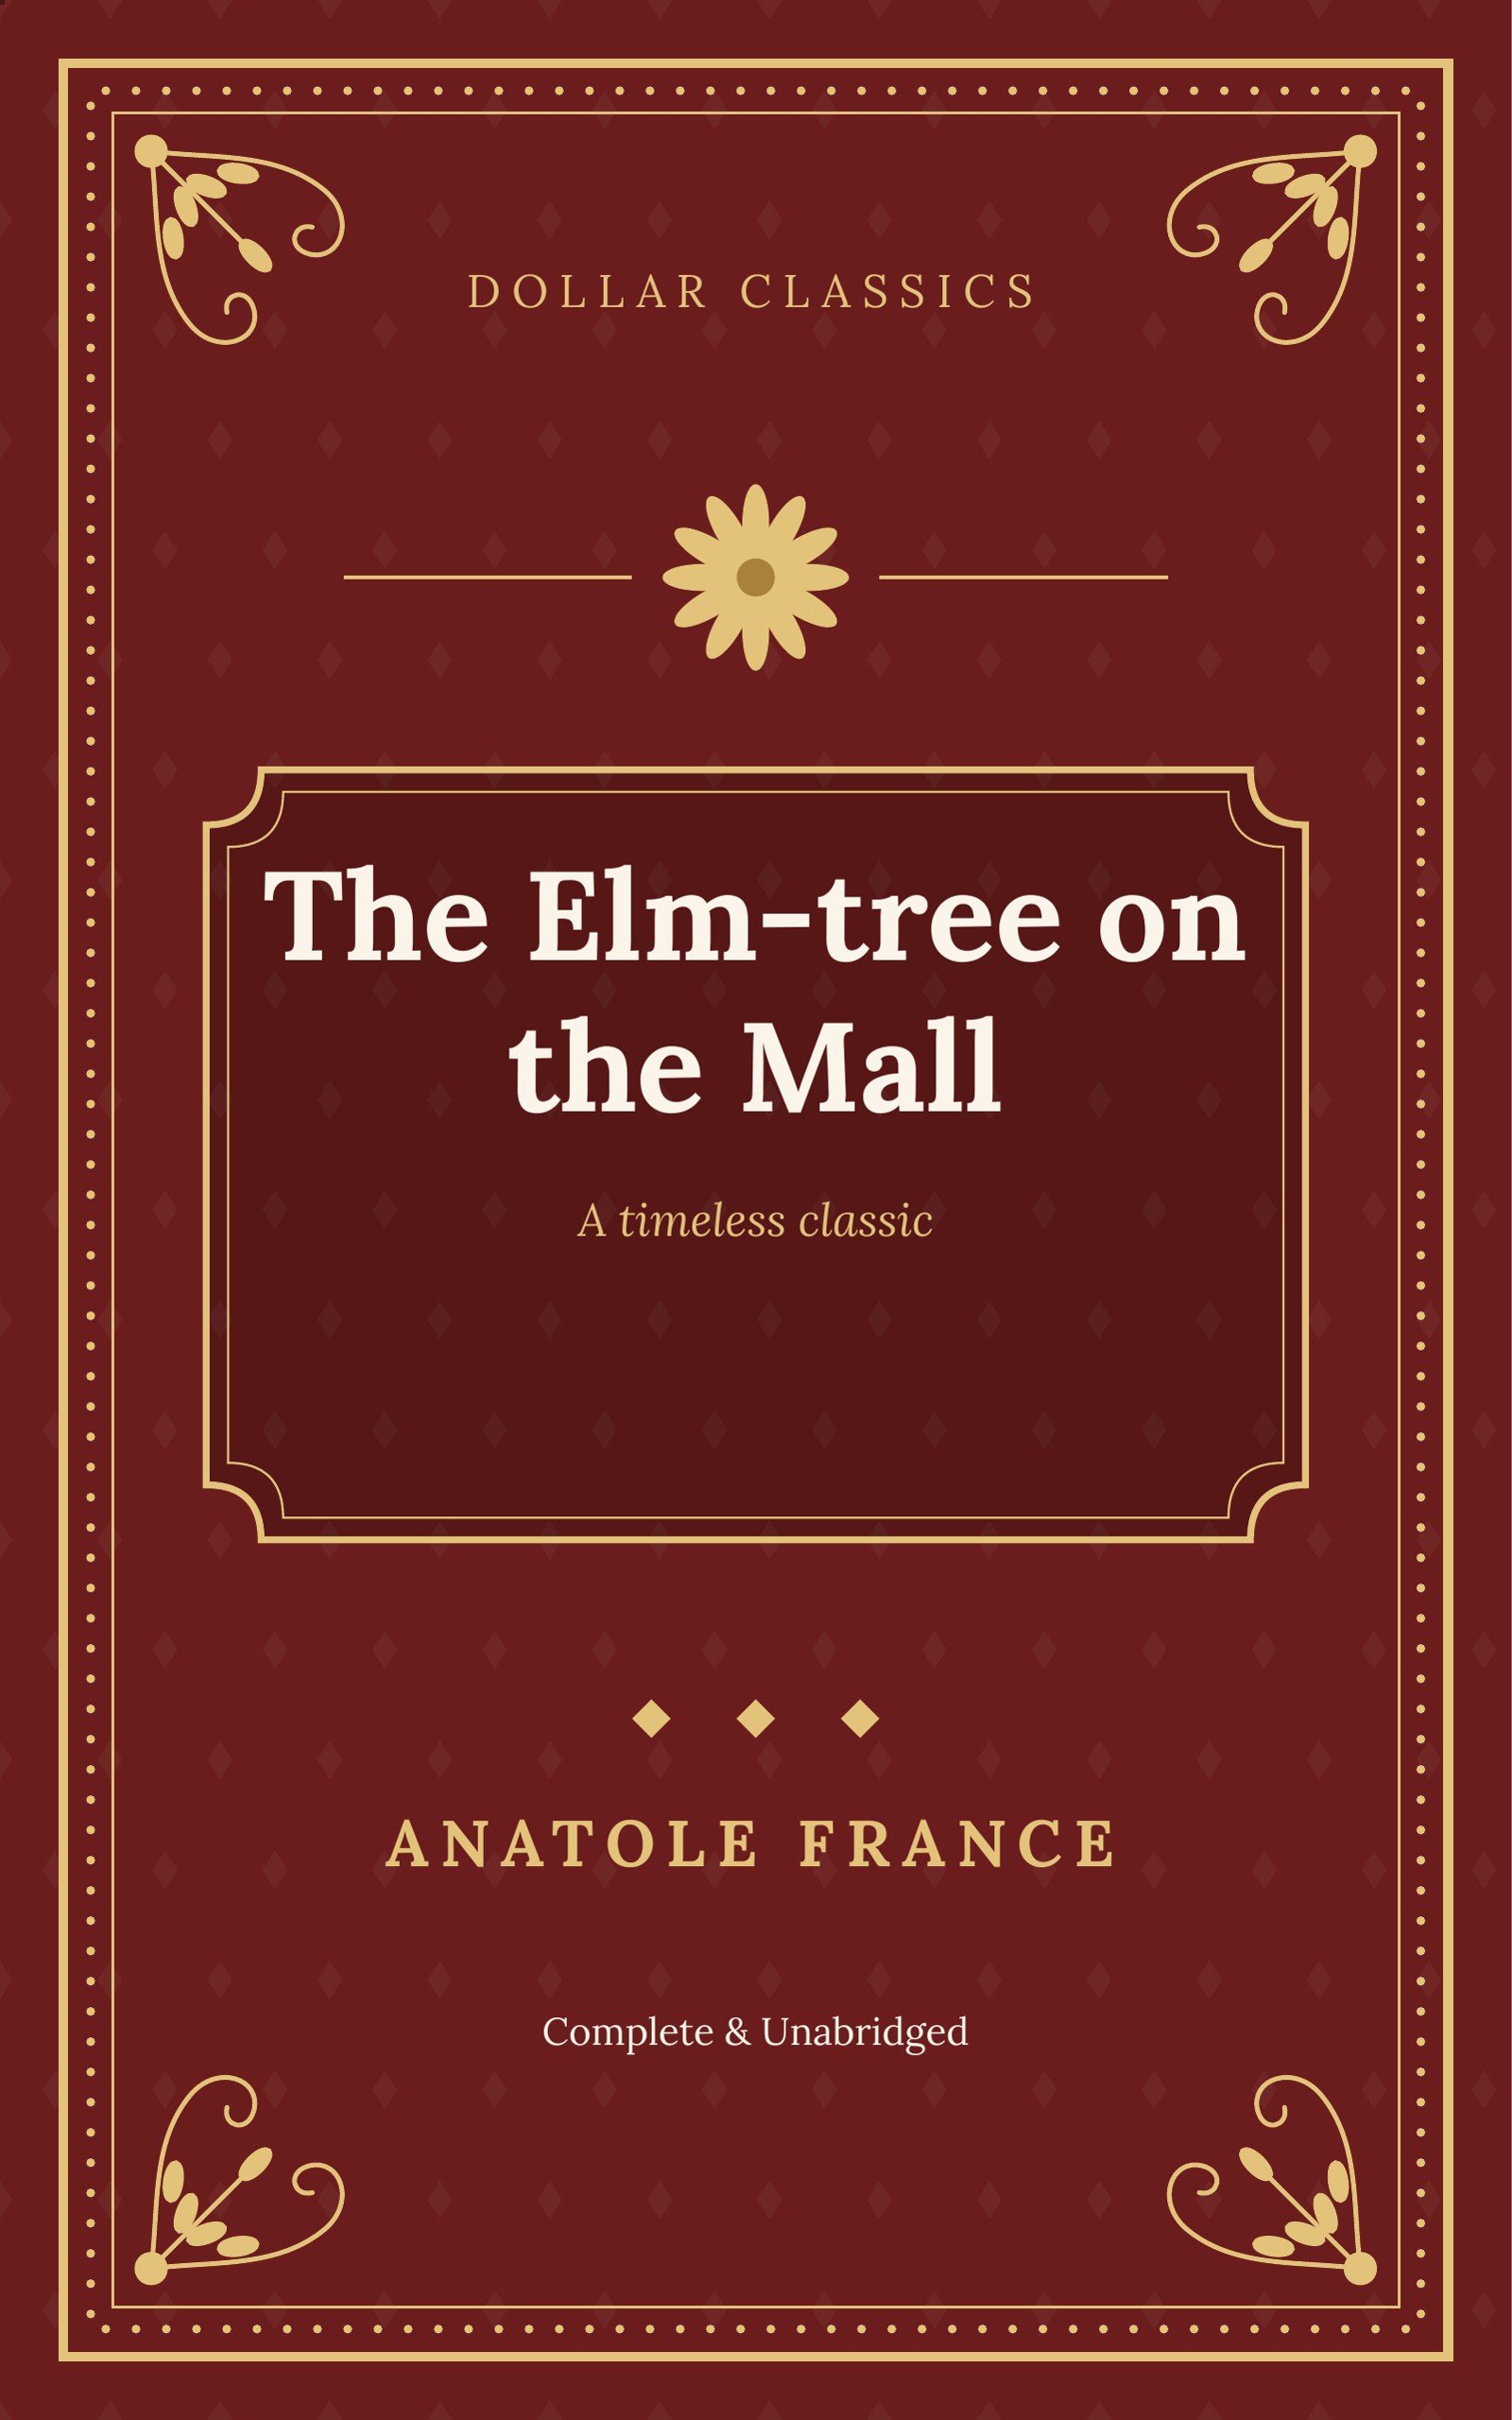 DOLLAR CLASSICS
The Elm-tree on
the Mall
A timeless classic
ANATOLE FRANCE
Complete & Unabridged